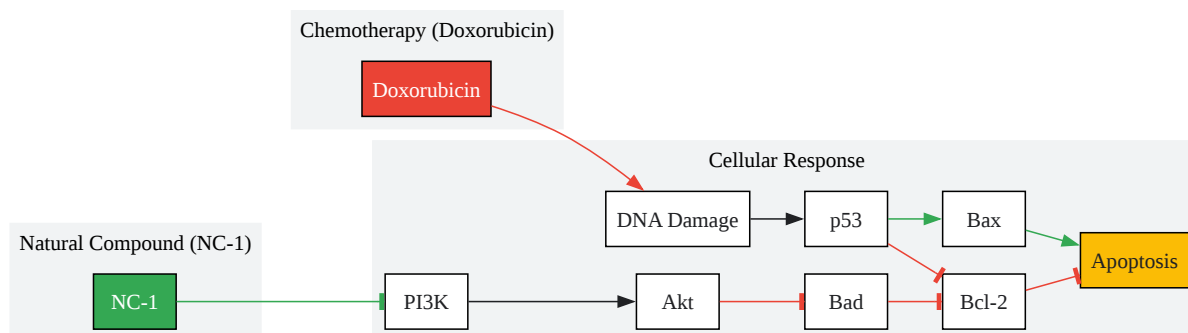 Chemotherapy (Doxorubicin)
Doxorubicin
Cellular Response
DNA Damage
p53
Bax
Natural Compound (NC-1)
Apoptosis
NC-1
PI3K
Akt
Bad
Bcl-2